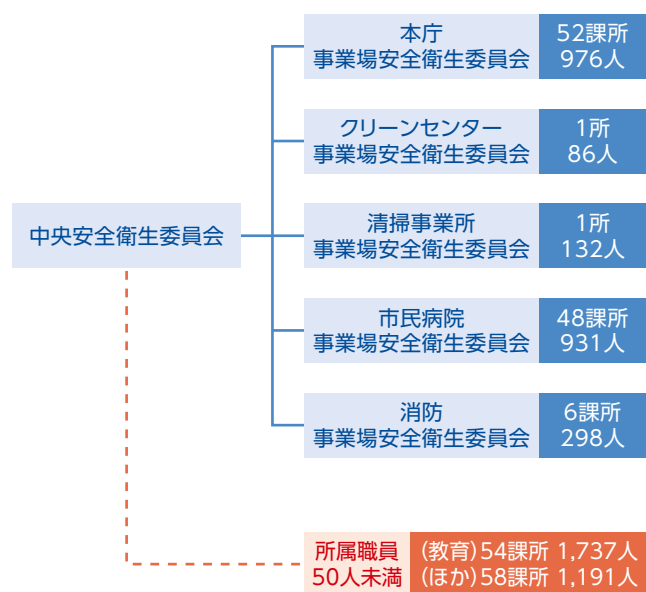 本庁
事業場安全衛生委員会
52課所
976人
クリーンセンター
事業場安全衛生委員会
1所
86人
中央安全衛生委員会
清掃事業所
事業場安全衛生委員会
1所
132人
市民病院
事業場安全衛生委員会
48課所
931人
消防
事業場安全衛生委員会
6課所
298人
所属職員
50人未満
(教育)54課所 1,737人
(ほか)58課所 1,191人